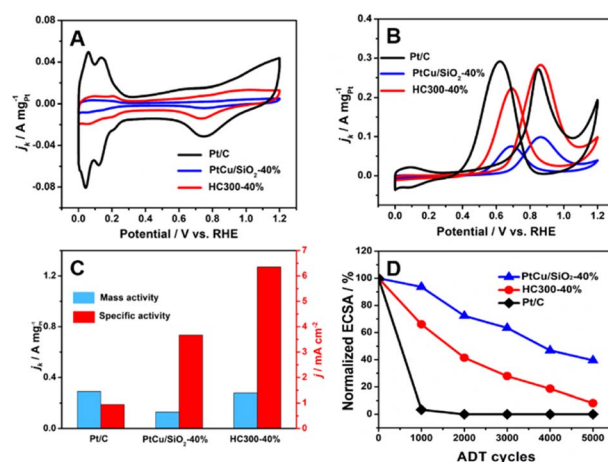 A
j_k / A mg_Pt
0.08
0.04
0.00
-0.04
-0.08
Pt/C
PtCu/SiO₂-40%
HC300-40%
0.0 0.2 0.4 0.6 0.8 1.0 1.2
Potential / V vs. RHE
B
j_k / A mg_Pt
0.4
0.3
0.2
0.1
0.0
Pt/C
PtCu/SiO₂-40%
HC300-40%
0.0 0.2 0.4 0.6 0.8 1.0 1.2
Potential / V vs. RHE
C
j_k / A mg⁻¹
1.2
0.8
0.4
0.0
Mass activity
Specific activity
7
6
5
4
3
2
1
0
j / mA cm⁻²
Pt/C PtCu/SiO₂-40% HC300-40%
D
Normalized ECSA / %
120
100
80
60
40
20
0
PtCu/SiO₂-40%
HC300-40%
Pt/C
0 1000 2000 3000 4000 5000
ADT cycles